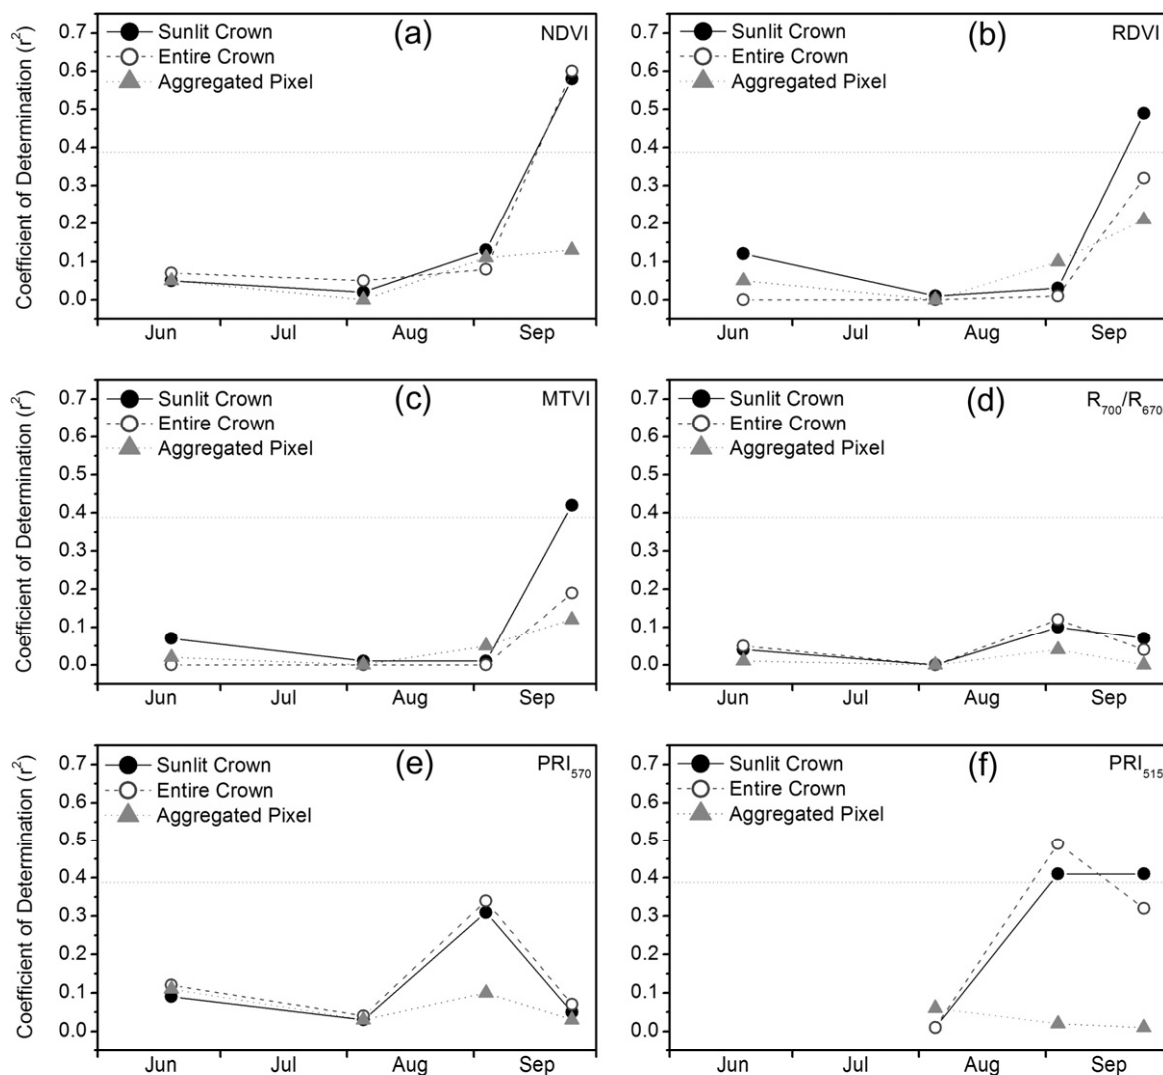 Coefficient of Determination (r²)
0.7
0.6
0.5
0.4
0.3
0.2
0.1
0.0
Sunlit Crown
Entire Crown
Aggregated Pixel
(a)
NDVI
Jun Jul Aug Sep
0.7
0.6
0.5
0.4
0.3
0.2
0.1
0.0
Sunlit Crown
Entire Crown
Aggregated Pixel
(b)
RDVI
Jun Jul Aug Sep
Coefficient of Determination (r²)
0.7
0.6
0.5
0.4
0.3
0.2
0.1
0.0
Sunlit Crown
Entire Crown
Aggregated Pixel
(c)
MTVI
Jun Jul Aug Sep
0.7
0.6
0.5
0.4
0.3
0.2
0.1
0.0
Sunlit Crown
Entire Crown
Aggregated Pixel
(d)
R₇₀₀/R₆₇₀
Jun Jul Aug Sep
Coefficient of Determination (r²)
0.7
0.6
0.5
0.4
0.3
0.2
0.1
0.0
Sunlit Crown
Entire Crown
Aggregated Pixel
(e)
PRI₅₇₀
Jun Jul Aug Sep
0.7
0.6
0.5
0.4
0.3
0.2
0.1
0.0
Sunlit Crown
Entire Crown
Aggregated Pixel
(f)
PRI₅₁₅
Jun Jul Aug Sep